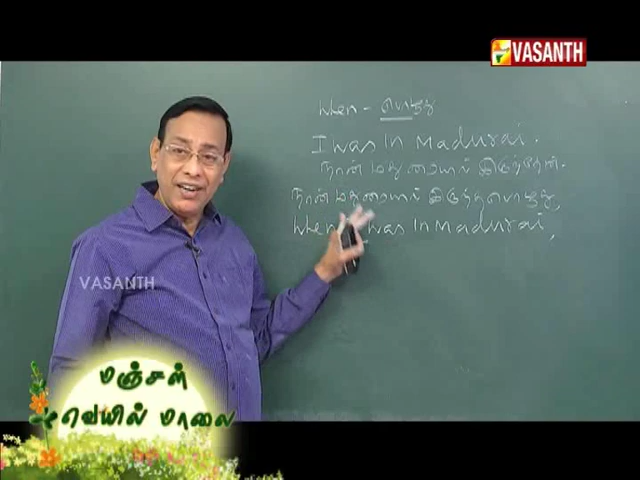 VASANTH
When - பொழுது
I was In Madurai.
நான் மதுரையில் இருந்தேன்.
நான் மதுரையில் இருந்தபொழுது,
When I was In Madurai,
VASANTH
மஞ்சள்
வெயில் மாலை